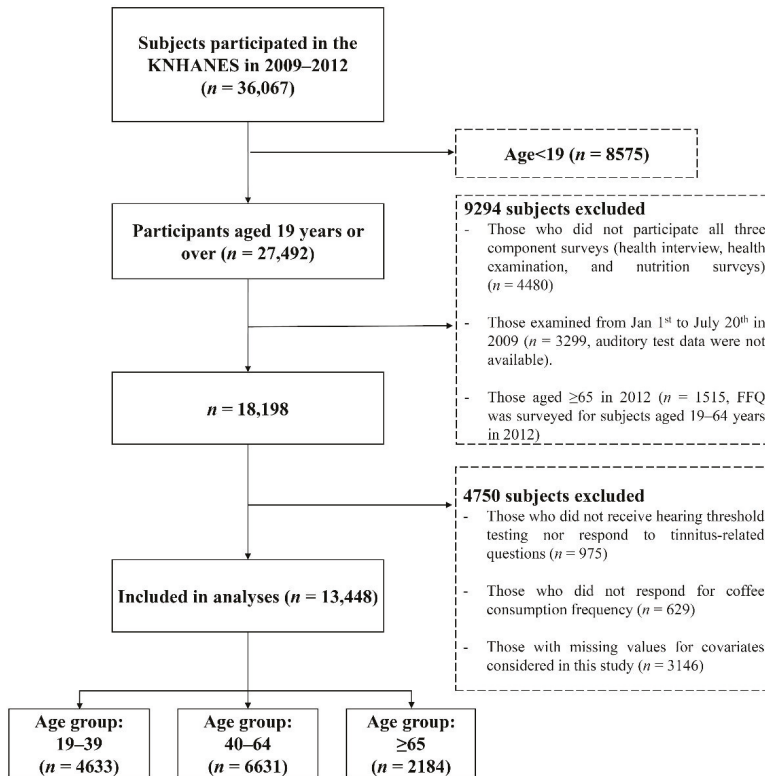 Subjects participated in the
KNHANES in 2009–2012
(n = 36,067)
Age<19 (n = 8575)
Participants aged 19 years or
over (n = 27,492)
9294 subjects excluded
- Those who did not participate all three
component surveys (health interview, health
examination, and nutrition surveys)
(n = 4480)
- Those examined from Jan 1st to July 20th in
2009 (n = 3299, auditory test data were not
available).
- Those aged ≥65 in 2012 (n = 1515, FFQ
was surveyed for subjects aged 19–64 years
in 2012)
n = 18,198
4750 subjects excluded
- Those who did not receive hearing threshold
testing nor respond to tinnitus-related
questions (n = 975)
- Those who did not respond for coffee
consumption frequency (n = 629)
- Those with missing values for covariates
considered in this study (n = 3146)
Included in analyses (n = 13,448)
Age group:
19–39
(n = 4633)
Age group:
40–64
(n = 6631)
Age group:
≥65
(n = 2184)